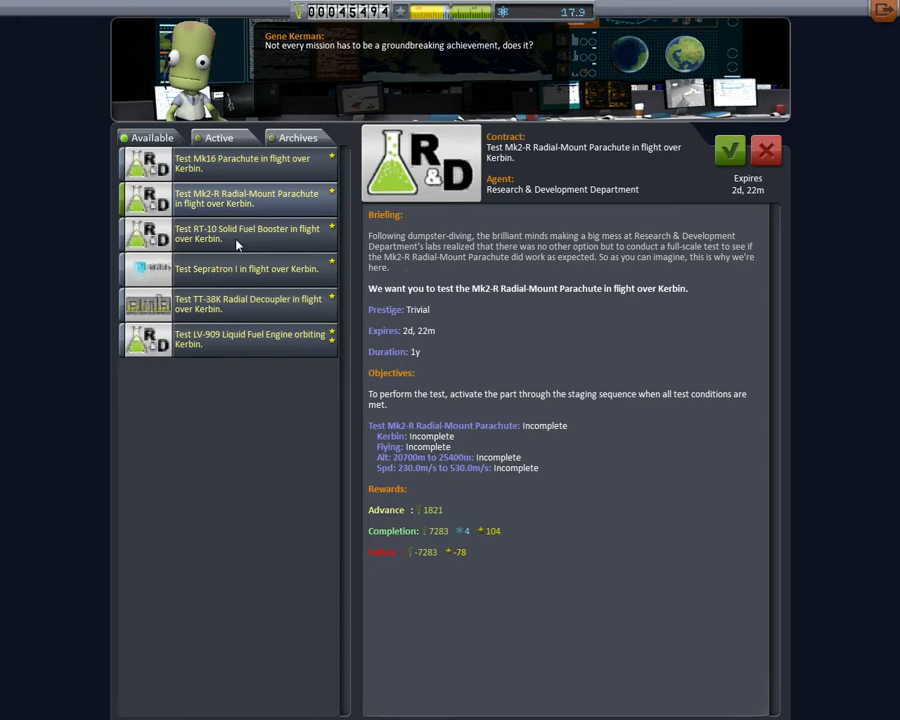 00045494
17.9
Gene Kerman:
Not every mission has to be a groundbreaking achievement, does it?
Available
Active
Archives
R&D
Test Mk16 Parachute in flight over
Kerbin.
R&D
Test Mk2-R Radial-Mount Parachute
in flight over Kerbin.
R&D
Test RT-10 Solid Fuel Booster in flight
over Kerbin.
Test Sepratron I in flight over Kerbin.
Test TT-38K Radial Decoupler in flight
over Kerbin.
R&D
Test LV-909 Liquid Fuel Engine orbiting
Kerbin.
R&D
Contract:
Test Mk2-R Radial-Mount Parachute in flight over
Kerbin.
Agent:
Research & Development Department
Expires
2d, 22m
Briefing:
Following dumpster-diving, the brilliant minds making a big mess at Research & Development
Department's labs realized that there was no other option but to conduct a full-scale test to see if
the Mk2-R Radial-Mount Parachute did work as expected. So as you can imagine, this is why we're
here.
We want you to test the Mk2-R Radial-Mount Parachute in flight over Kerbin.
Prestige: Trivial
Expires: 2d, 22m
Duration: 1y
Objectives:
To perform the test, activate the part through the staging sequence when all test conditions are
met.
Test Mk2-R Radial-Mount Parachute: Incomplete
Kerbin: Incomplete
Flying: Incomplete
Alt: 20700m to 25400m: Incomplete
Spd: 230.0m/s to 530.0m/s: Incomplete
Rewards:
Advance : 1821
Completion: 7283 4 104
Failure : -7283 -78